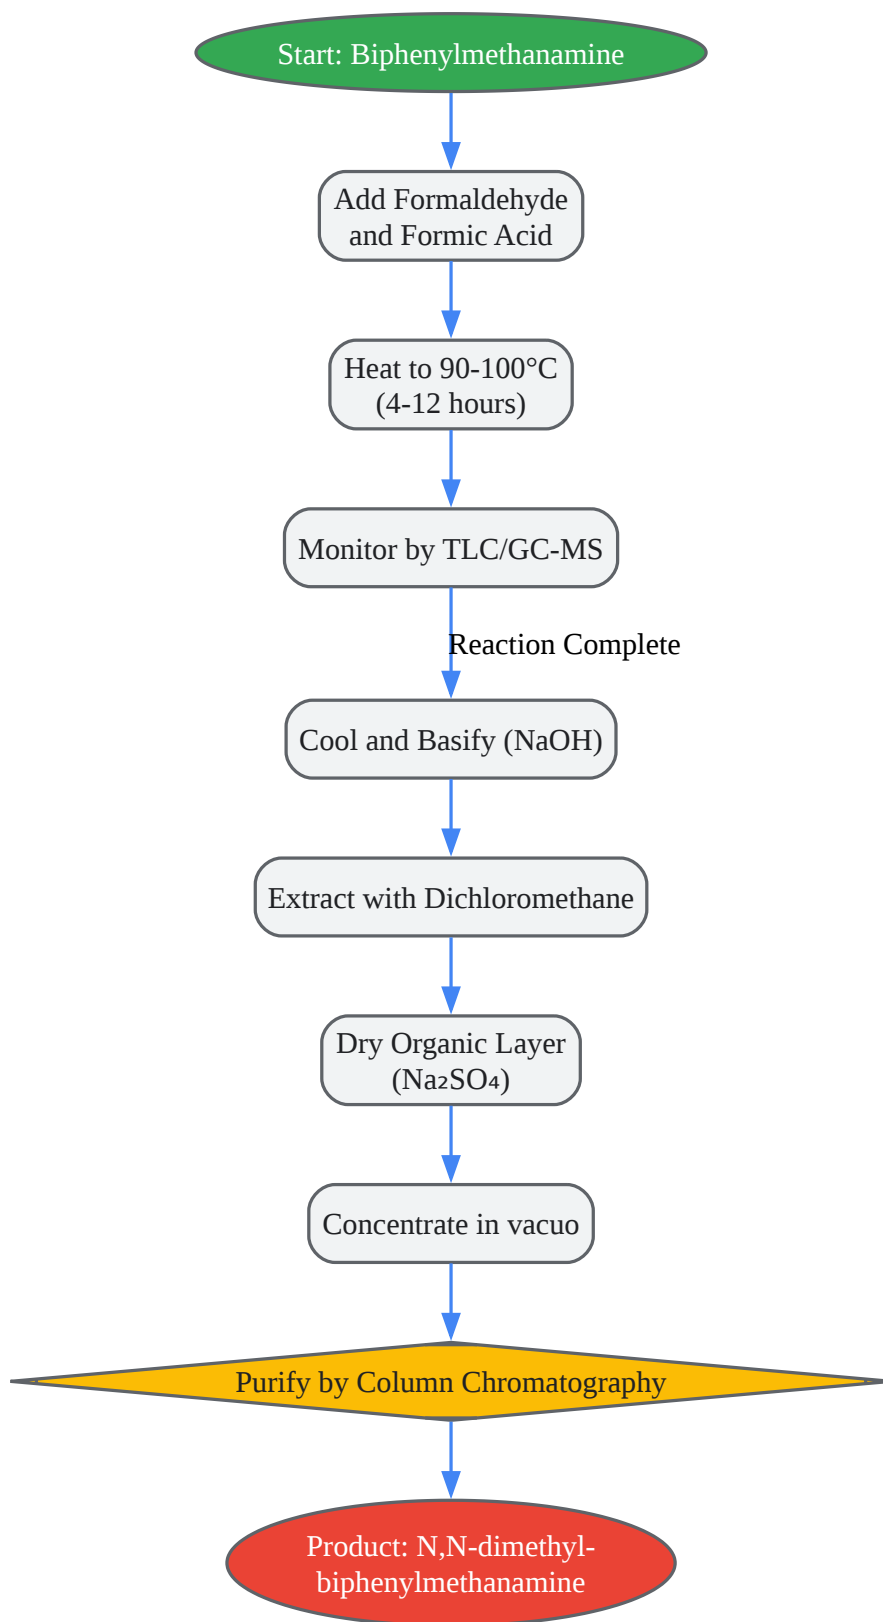 Start: Biphenylmethanamine
Add Formaldehyde
and Formic Acid
Heat to 90-100°C
(4-12 hours)
Monitor by TLC/GC-MS
Reaction Complete
Cool and Basify (NaOH)
Extract with Dichloromethane
Dry Organic Layer
(Na₂SO₄)
Concentrate in vacuo
Purify by Column Chromatography
Product: N,N-dimethyl-
biphenylmethanamine